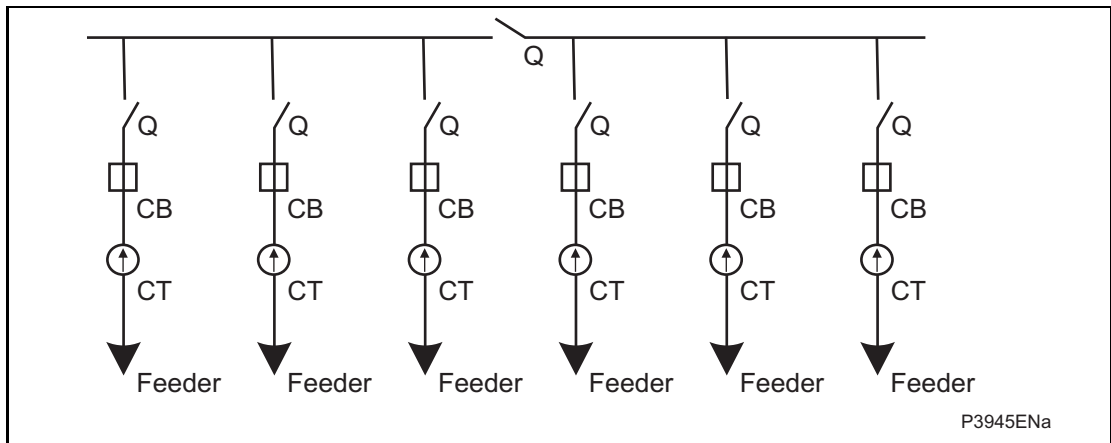 Q
Q Q Q Q Q Q
CB CB CB CB CB CB
CT CT CT CT CT CT
Feeder Feeder Feeder Feeder Feeder Feeder
P3945ENa